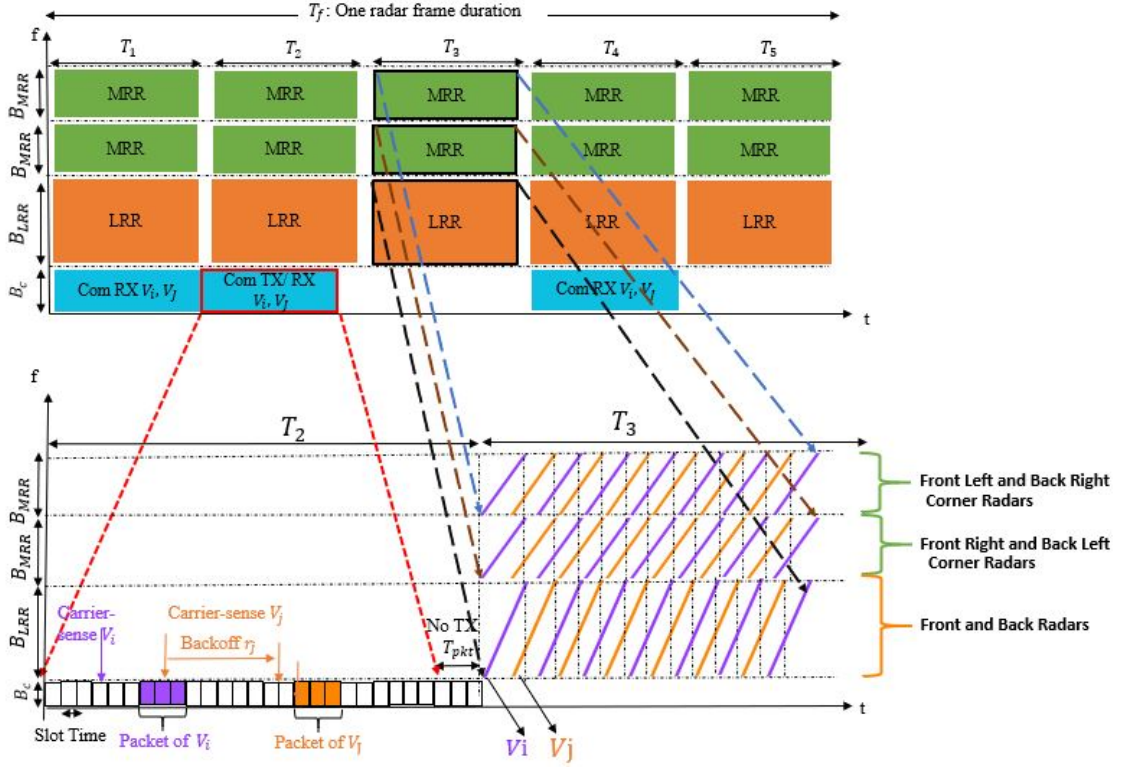 T_f: One radar frame duration
f
T_1 T_2 T_3 T_4 T_5
B_MRR MRR MRR MRR MRR MRR
B_MRR MRR MRR MRR MRR MRR
B_LRR LRR LRR LRR LRR LRR
B_c Com RX V_i, V_J Com TX/ RX Com RX V_i, V_J
V_i, V_J
t
f
T_2 T_3
B_MRR Front Left and Back Right
Corner Radars
B_MRR Front Right and Back Left
Corner Radars
B_LRR Carrier-
sense V_i
Carrier-sense V_j
Backoff r_j
No TX
T_pkt
Front and Back Radars
B_c
t
Slot Time
Packet of V_i
Packet of V_J
Vi Vj